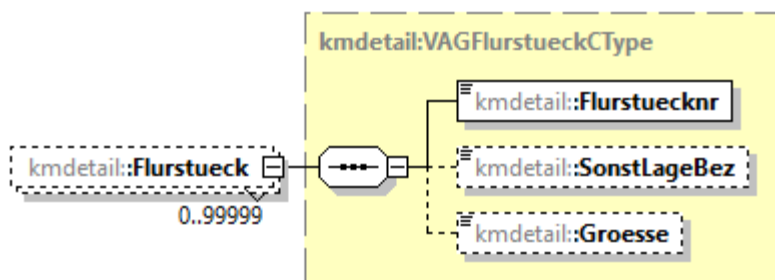 kmdetail:VAGFlurstueckCType
kmdetail::Flurstuecknr
kmdetail::Flurstueck
kmdetail::SonstLageBez
0..99999
kmdetail::Groesse